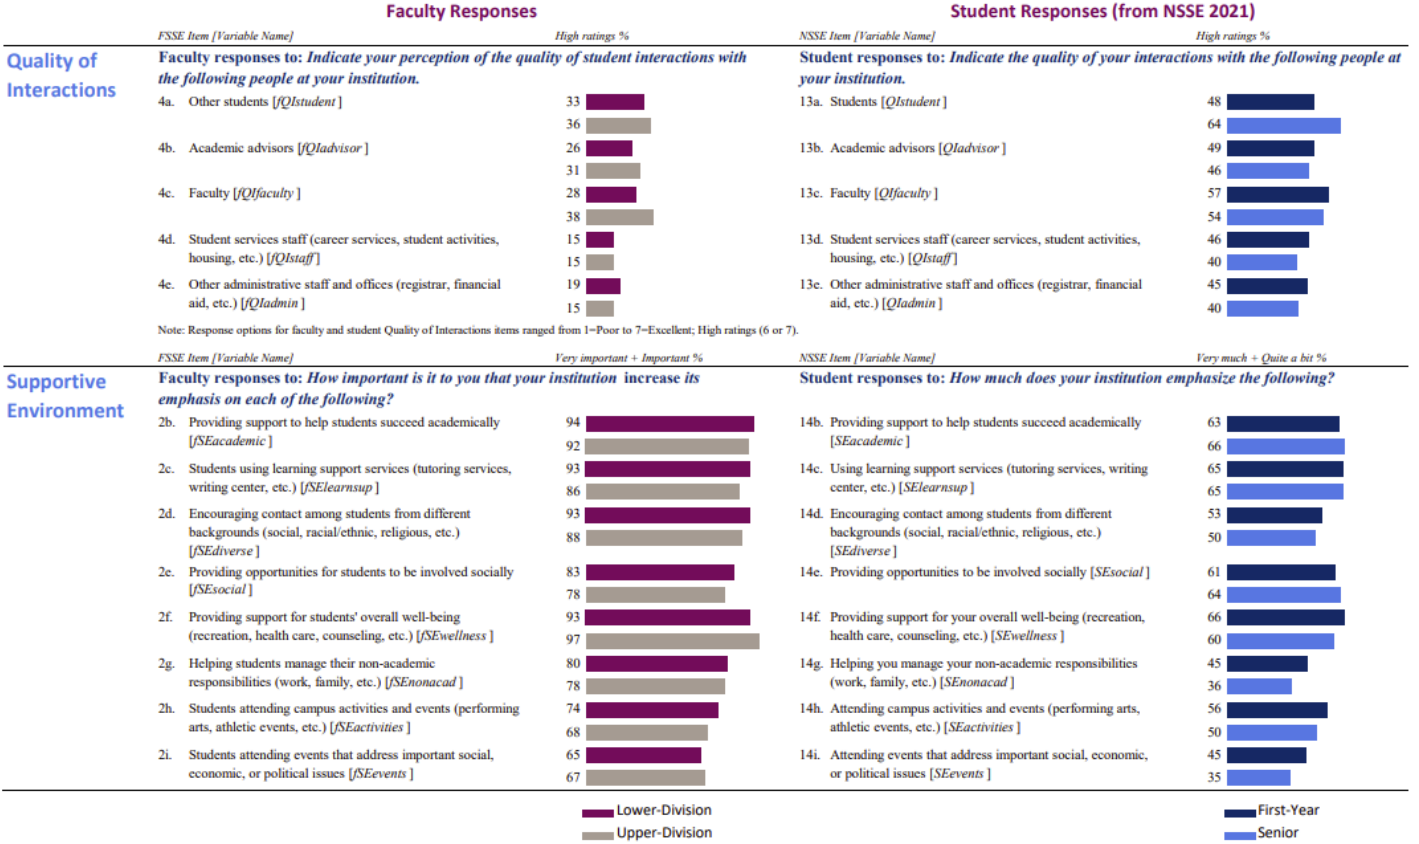 Faculty Responses
Student Responses (from NSSE 2021)
FSSE Item [Variable Name] High ratings % NSSE Item [Variable Name] High ratings %
Quality of
Interactions
Faculty responses to: Indicate your perception of the quality of student interactions with
the following people at your institution.
Student responses to: Indicate the quality of your interactions with the following people at
your institution.
4a. Other students [fQIstudent ] 33
36
13a. Students [QIstudent ] 48
64
4b. Academic advisors [fQIadvisor ] 26
31
13b. Academic advisors [QIadvisor ] 49
46
4c. Faculty [fQIfaculty ] 28
38
13c. Faculty [QIfaculty ] 57
54
4d. Student services staff (career services, student activities, 15
housing, etc.) [fQIstaff ] 15
13d. Student services staff (career services, student activities, 46
housing, etc.) [QIstaff ] 40
4e. Other administrative staff and offices (registrar, financial 19
aid, etc.) [fQIadmin ] 15
13e. Other administrative staff and offices (registrar, financial 45
aid, etc.) [QIadmin ] 40
Note: Response options for faculty and student Quality of Interactions items ranged from 1=Poor to 7=Excellent; High ratings (6 or 7).
FSSE Item [Variable Name] Very important + Important % NSSE Item [Variable Name] Very much + Quite a bit %
Supportive
Environment
Faculty responses to: How important is it to you that your institution increase its
emphasis on each of the following?
Student responses to: How much does your institution emphasize the following?
2b. Providing support to help students succeed academically 94
[fSEacademic ] 92
14b. Providing support to help students succeed academically 63
[SEacademic ] 66
2c. Students using learning support services (tutoring services, 93
writing center, etc.) [fSElearnsup ] 86
14c. Using learning support services (tutoring services, writing 65
center, etc.) [SElearnsup ] 65
2d. Encouraging contact among students from different 93
backgrounds (social, racial/ethnic, religious, etc.) 88
[fSEdiverse ]
14d. Encouraging contact among students from different 53
backgrounds (social, racial/ethnic, religious, etc.) 50
[SEdiverse ]
2e. Providing opportunities for students to be involved socially 83
[fSEsocial ] 78
14e. Providing opportunities to be involved socially [SEsocial ] 61
64
2f. Providing support for students' overall well-being 93
(recreation, health care, counseling, etc.) [fSEwellness ] 97
14f. Providing support for your overall well-being (recreation, 66
health care, counseling, etc.) [SEwellness ] 60
2g. Helping students manage their non-academic 80
responsibilities (work, family, etc.) [fSEnonacad ] 78
14g. Helping you manage your non-academic responsibilities 45
(work, family, etc.) [SEnonacad ] 36
2h. Students attending campus activities and events (performing 74
arts, athletic events, etc.) [fSEactivities ] 68
14h. Attending campus activities and events (performing arts, 56
athletic events, etc.) [SEactivities ] 50
2i. Students attending events that address important social, 65
economic, or political issues [fSEevents ] 67
14i. Attending events that address important social, economic, 45
or political issues [SEevents ] 35
Lower-Division
Upper-Division
First-Year
Senior